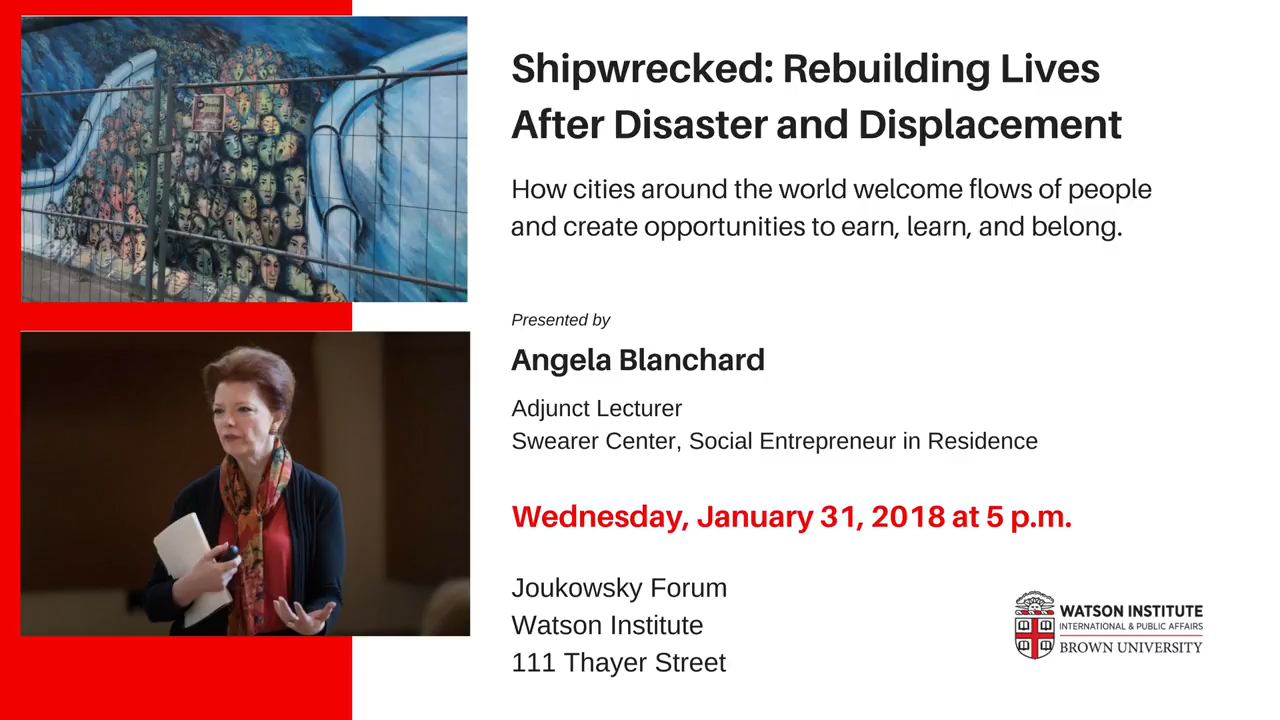 Shipwrecked: Rebuilding Lives
After Disaster and Displacement
How cities around the world welcome flows of people
and create opportunities to earn, learn, and belong.
Presented by
Angela Blanchard
Adjunct Lecturer
Swearer Center, Social Entrepreneur in Residence
Wednesday, January 31, 2018 at 5 p.m.
Joukowsky Forum
Watson Institute
111 Thayer Street
WATSON INSTITUTE
INTERNATIONAL & PUBLIC AFFAIRS
BROWN UNIVERSITY